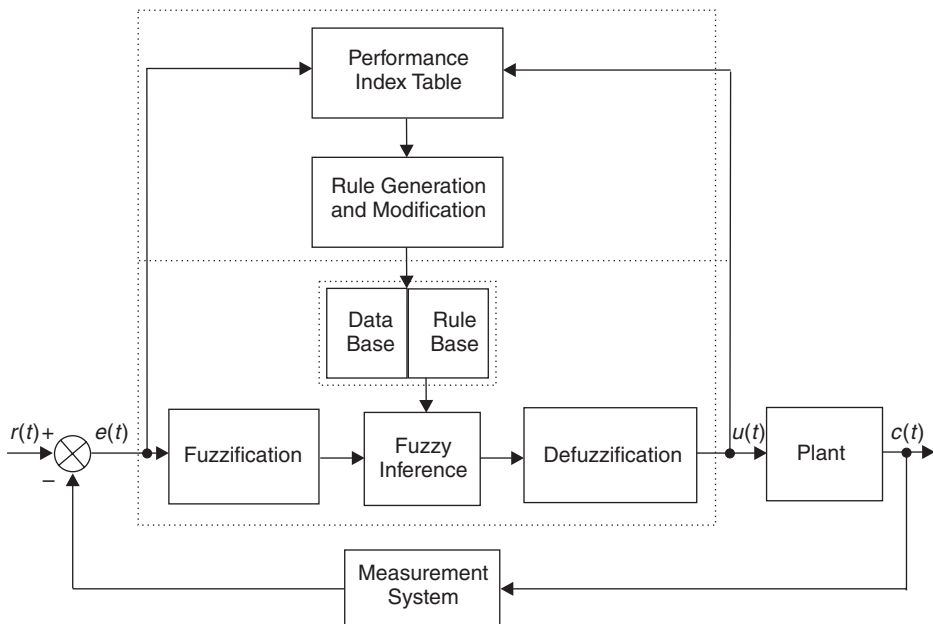 Performance
Index Table
Rule Generation
and Modification
Data
Base
Rule
Base
r(t)
+
e(t)
−
Fuzzification
Fuzzy
Inference
Defuzzification
u(t)
Plant
c(t)
Measurement
System